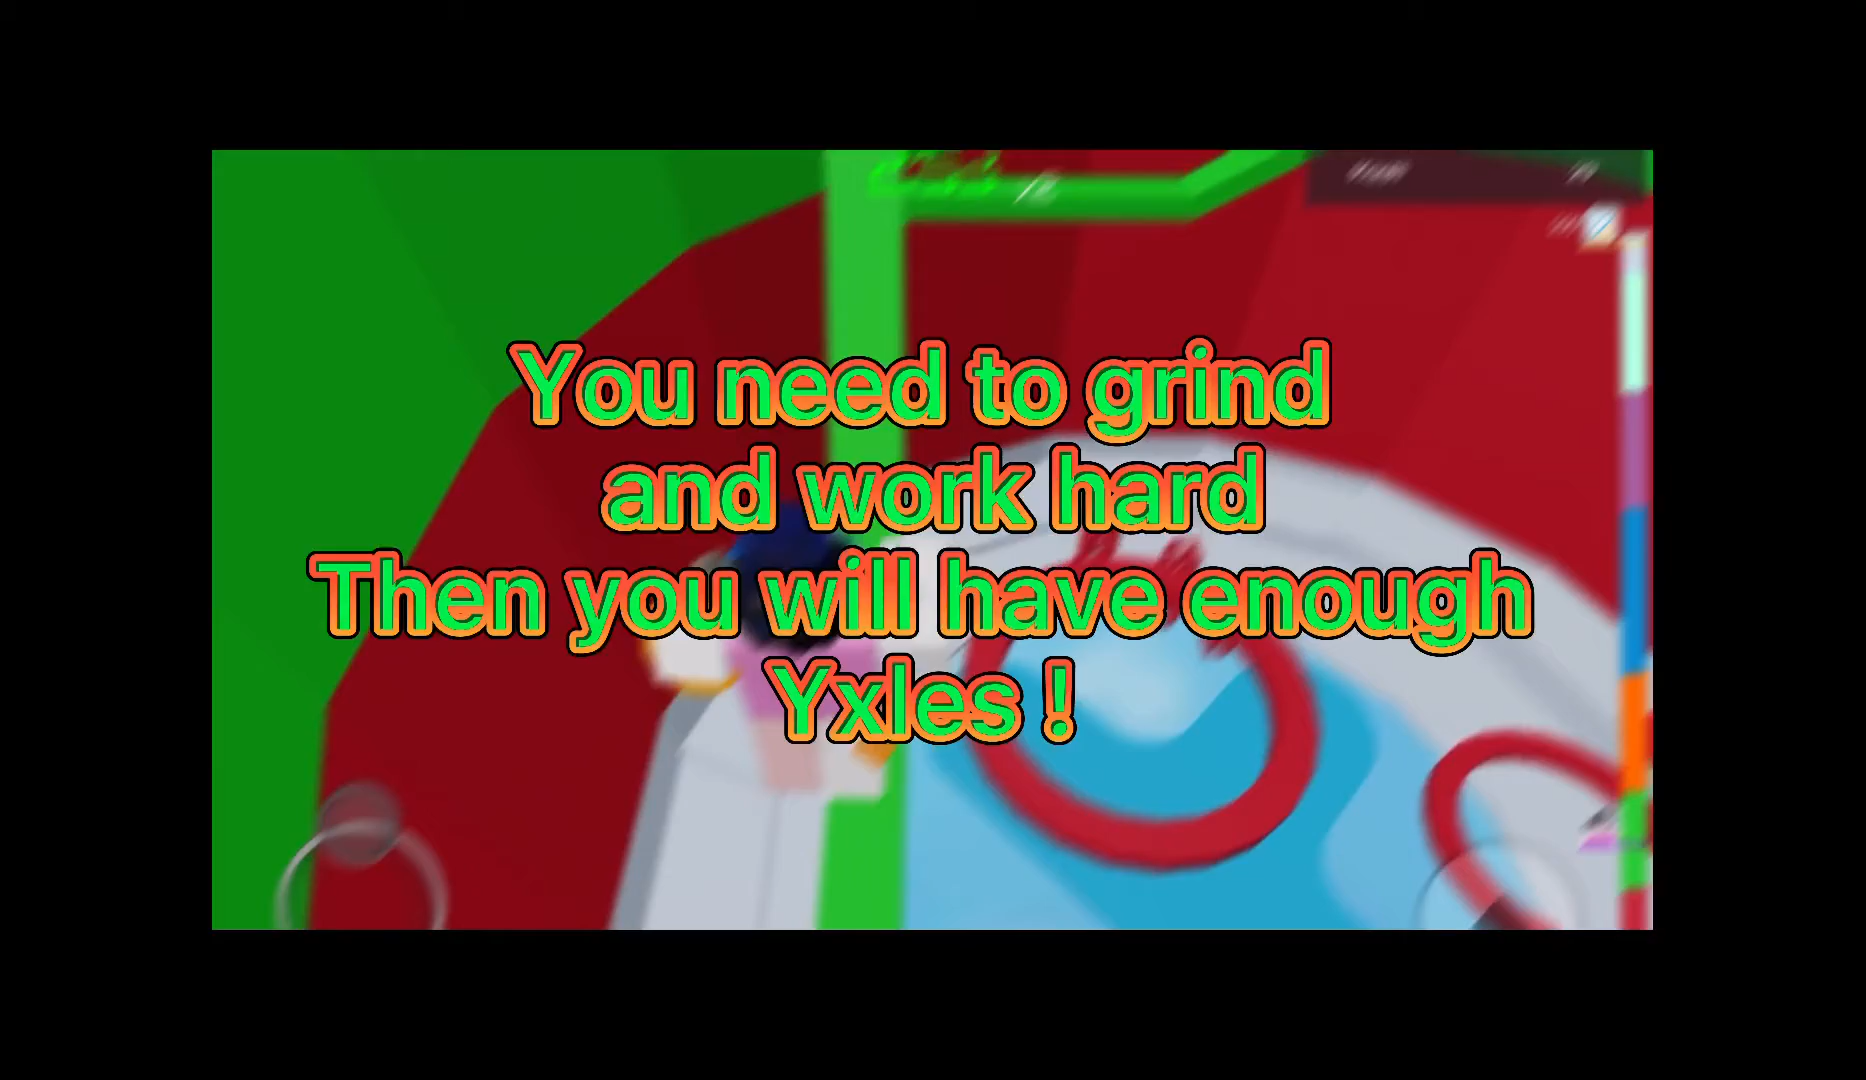 You need to grind
and work hard
Then you will have enough
Yxles !